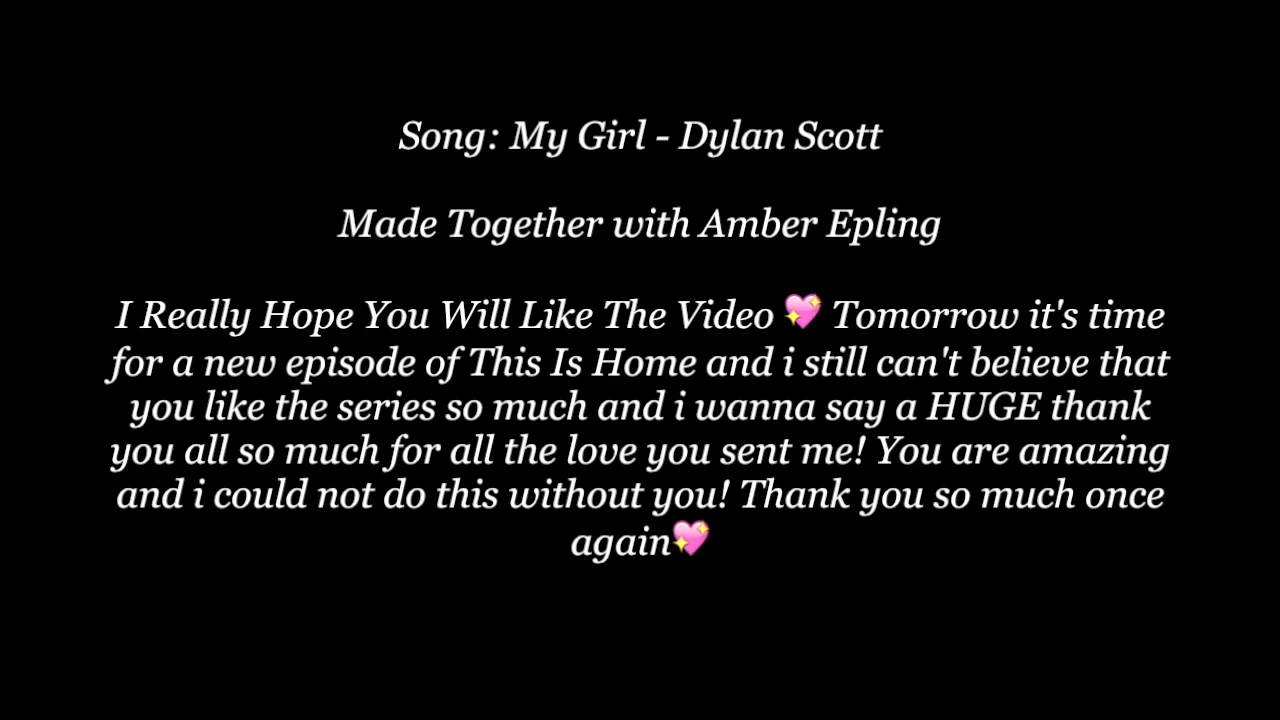 Song: My Girl - Dylan Scott
Made Together with Amber Epling
I Really Hope You Will Like The Video 💖 Tomorrow it's time
for a new episode of This Is Home and i still can't believe that
you like the series so much and i wanna say a HUGE thank
you all so much for all the love you sent me! You are amazing
and i could not do this without you! Thank you so much once
again💖